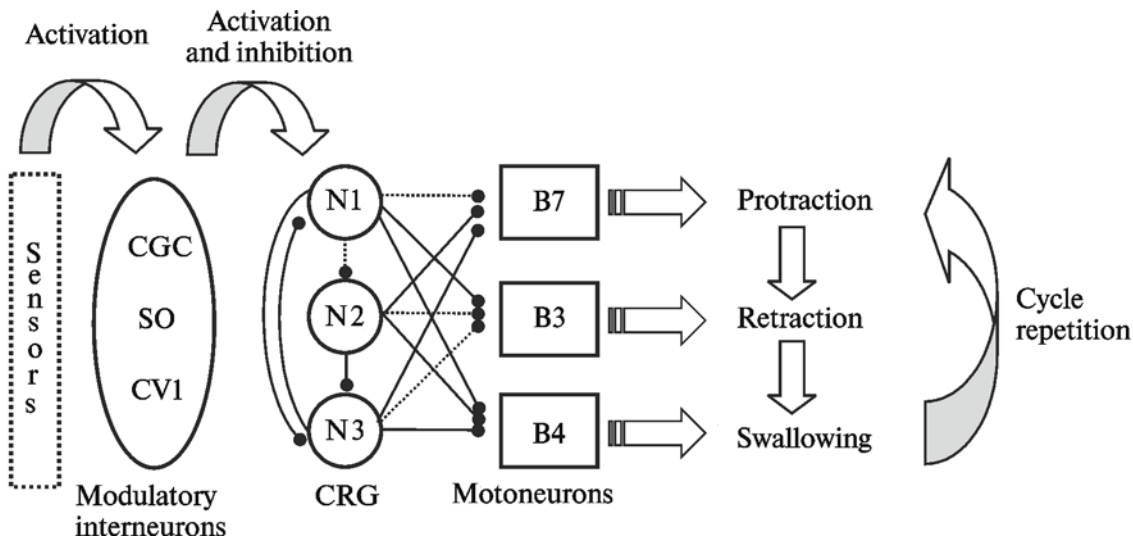 Activation
Activation
and inhibition
Sensors
CGC
SO
CV1
Modulatory
interneurons
N1
N2
N3
CRG
B7
B3
B4
Motoneurons
Protraction
Retraction
Swallowing
Cycle
repetition